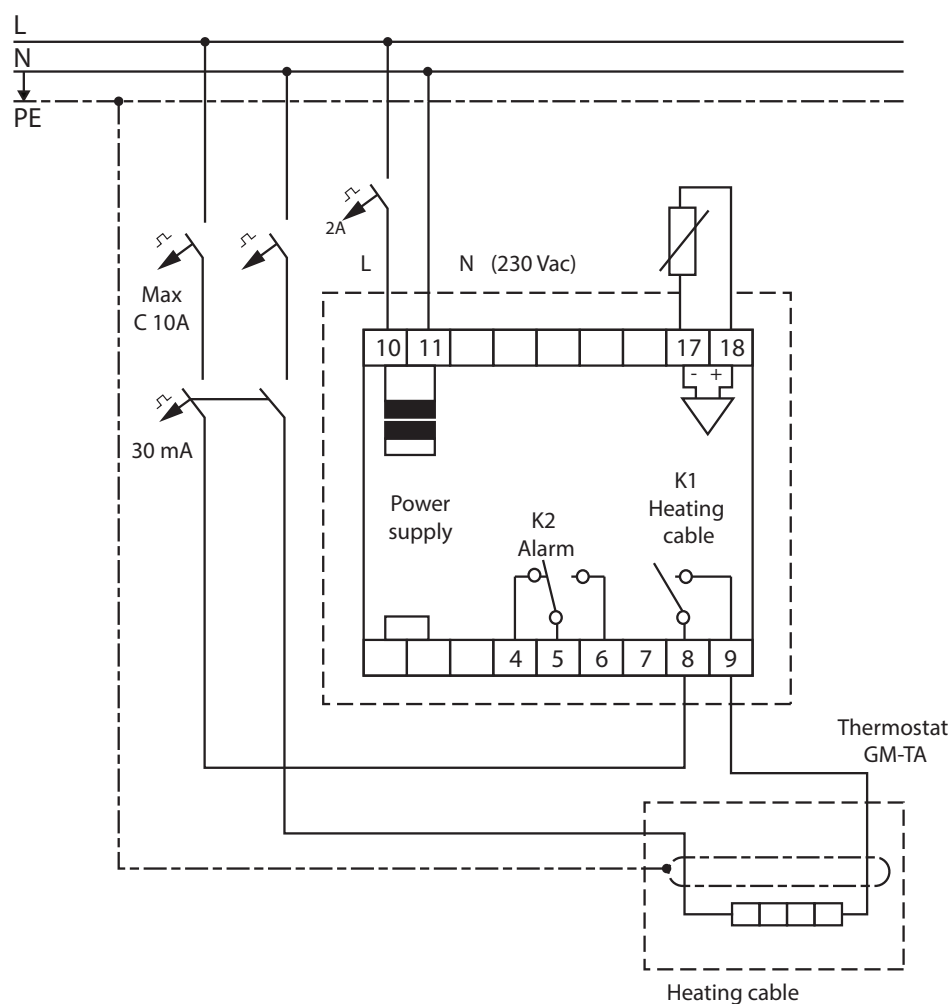 L
N
PE
2A
L
N (230 Vac)
Max
C 10A
10
11
17
18
- +
30 mA
Power
supply
K2
Alarm
K1
Heating
cable
4
5
6
7
8
9
Thermostat
GM-TA
Heating cable